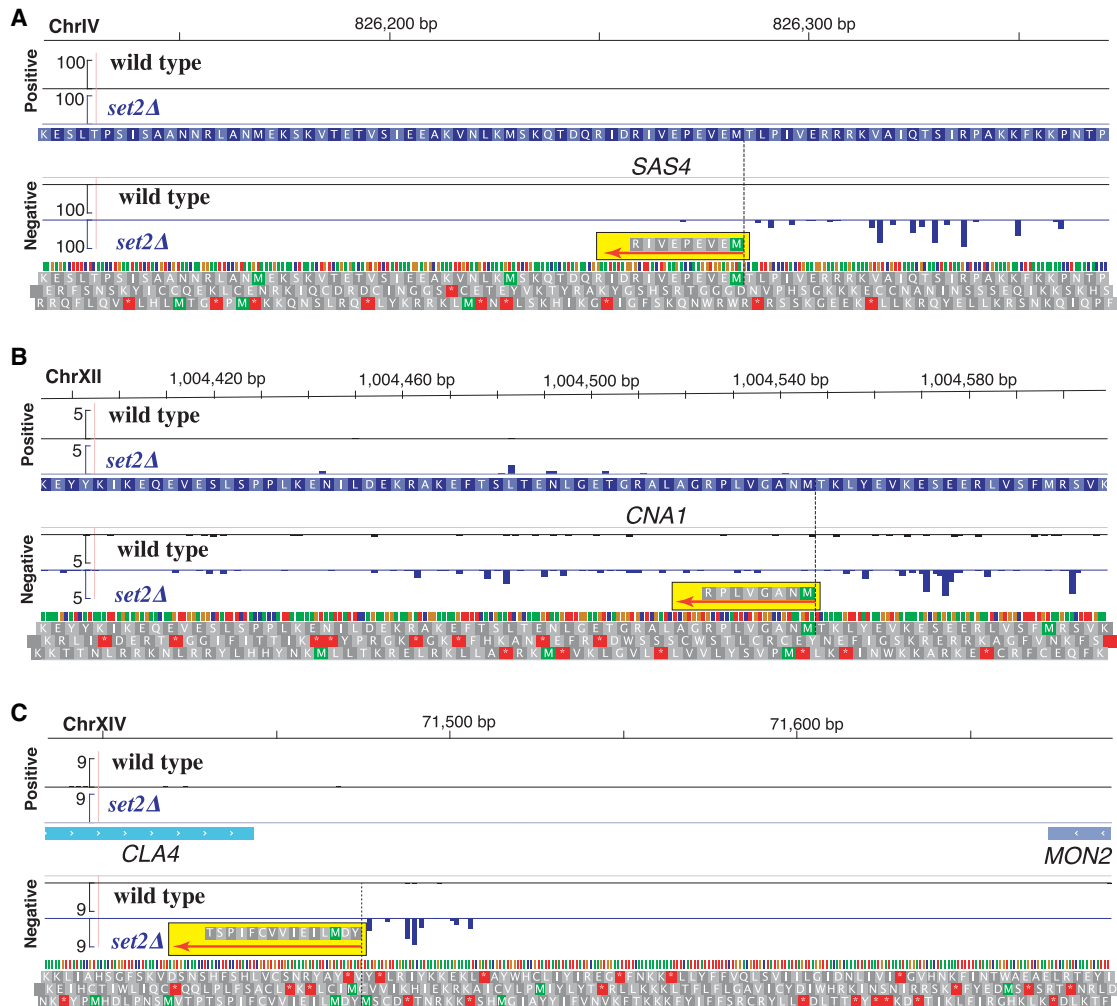 A
ChrIV
826,200 bp
826,300 bp
Positive
100
wild type
100
set2Δ
KESLTPSISAANNRLANMEKSKVTETVSIEEAKVNLKMSKQTDQRIDRIVEPEVEMTLPIVERRRKVAIQTSIRPAKKFKKPNTP
SAS4
Negative
100
wild type
100
set2Δ
RIVEPEVEM
KESLTPSISAANNRLANMEKSKVTETVSIEEAKVNLKMSKQTDQRIDRIVEPEVEMTLPIVERRRKVAIQTSIRPAKKFKKPNTP
B
ChrXII
1,004,420 bp
1,004,460 bp
1,004,500 bp
1,004,540 bp
1,004,580 bp
Positive
5
wild type
5
set2Δ
KEYYKIKEQEVESLSPPLKENILDEKRAKEFTSLTENLGETGRALAGRPLVGANMTKLYEVKESEERLVSFMRSVK
CNA1
Negative
5
wild type
5
set2Δ
RPLVGANM
KEYYKIKEQEVESLSPPLKENILDEKRAKEFTSLTENLGETGRALAGRPLVGANMTKLYEVKESEERLVSFMRSVK
C
ChrXIV
71,500 bp
71,600 bp
Positive
9
wild type
9
set2Δ
CLA4
MON2
Negative
9
wild type
9
set2Δ
TSPIFCVVIEILMDY